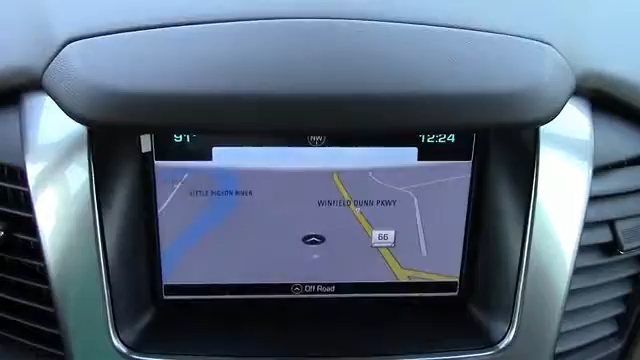 91°
NW
12:24
LITTLE PIGEON RIVER
WINFIELD DUNN PKWY
66
Off Road